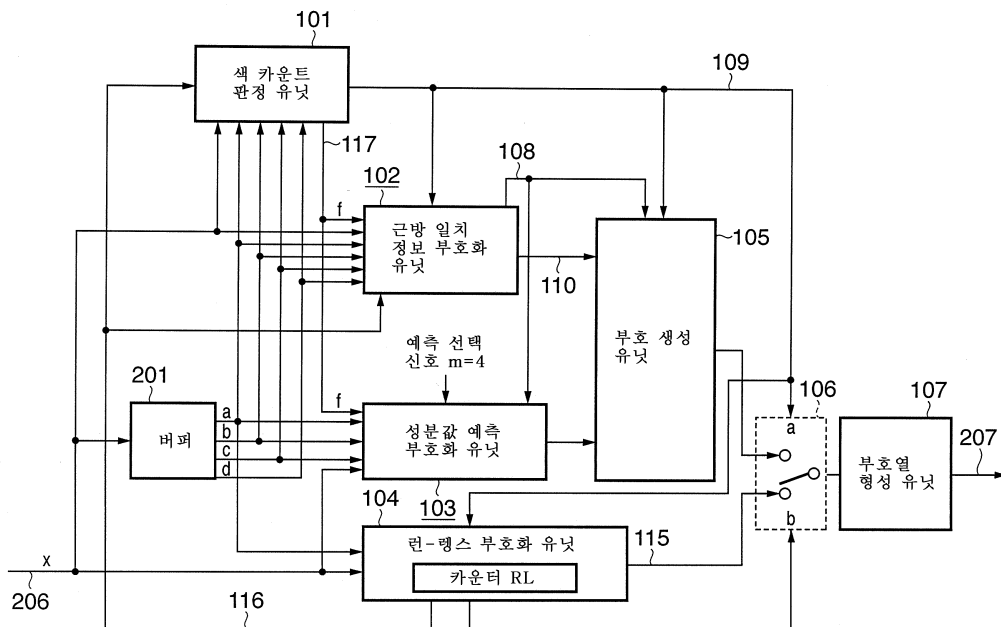 101
색 카운트
판정 유닛
109
117
108
102
f
근방 일치
정보 부호화
유닛
105
110
부호 생성
유닛
예측 선택
신호 m=4
201
버퍼
a
b
c
d
f
성분값 예측
부호화 유닛
103
106
a
b
107
부호열
형성 유닛
207
104
런-렝스 부호화 유닛
카운터 RL
115
x
206
116